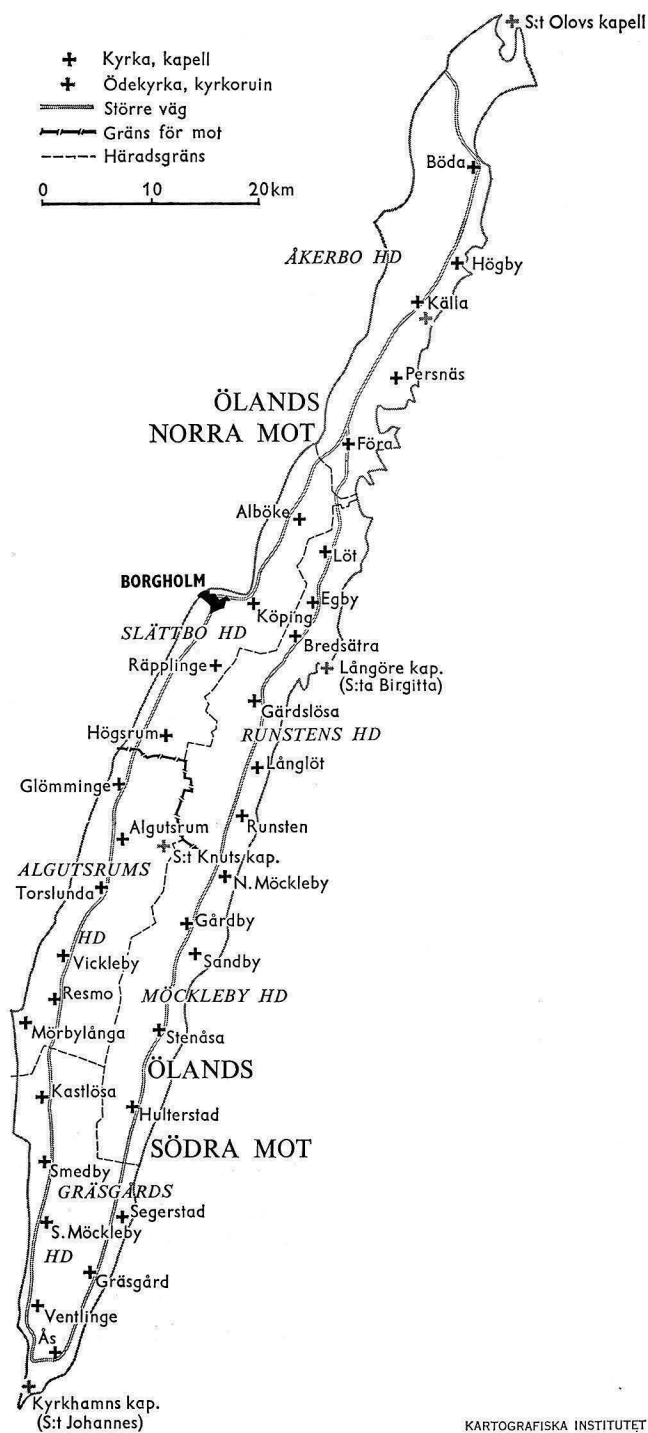 S:t Olovs kapell
Kyrka, kapell
Ödekyrka, kyrkoruin
Större väg
Gräns för mot
Häradsgräns
0 10 20 km
Böda
ÅKERBO HD
Högby
Källa
Persnäs
ÖLANDS
NORRA MOT
Föra
Alböke
Löt
BORGHOLM
Egby
Köping
SLÄTTBO HD
Bredsätra
Räpplinge
Långöre kap.
(S:ta Birgitta)
Gärdslösa
Högsrum
RUNSTENS HD
Långlöt
Glömminge
Runsten
Algutsrum
S:t Knuts kap.
ALGUTSRUMS
N. Möckleby
Torslunda
Gårdby
HD
Vickleby
Sandby
Resmo
MÖCKLEBY HD
Mörbylånga
Stenåsa
ÖLANDS
Kastlösa
Hulterstad
SÖDRA MOT
Smedby
GRÄSGÅRDS
Segerstad
S. Möckleby
HD
Gräsgård
Ventlinge
Ås
Kyrkhamns kap.
(S:t Johannes)
KARTOGRAFISKA INSTITUTET